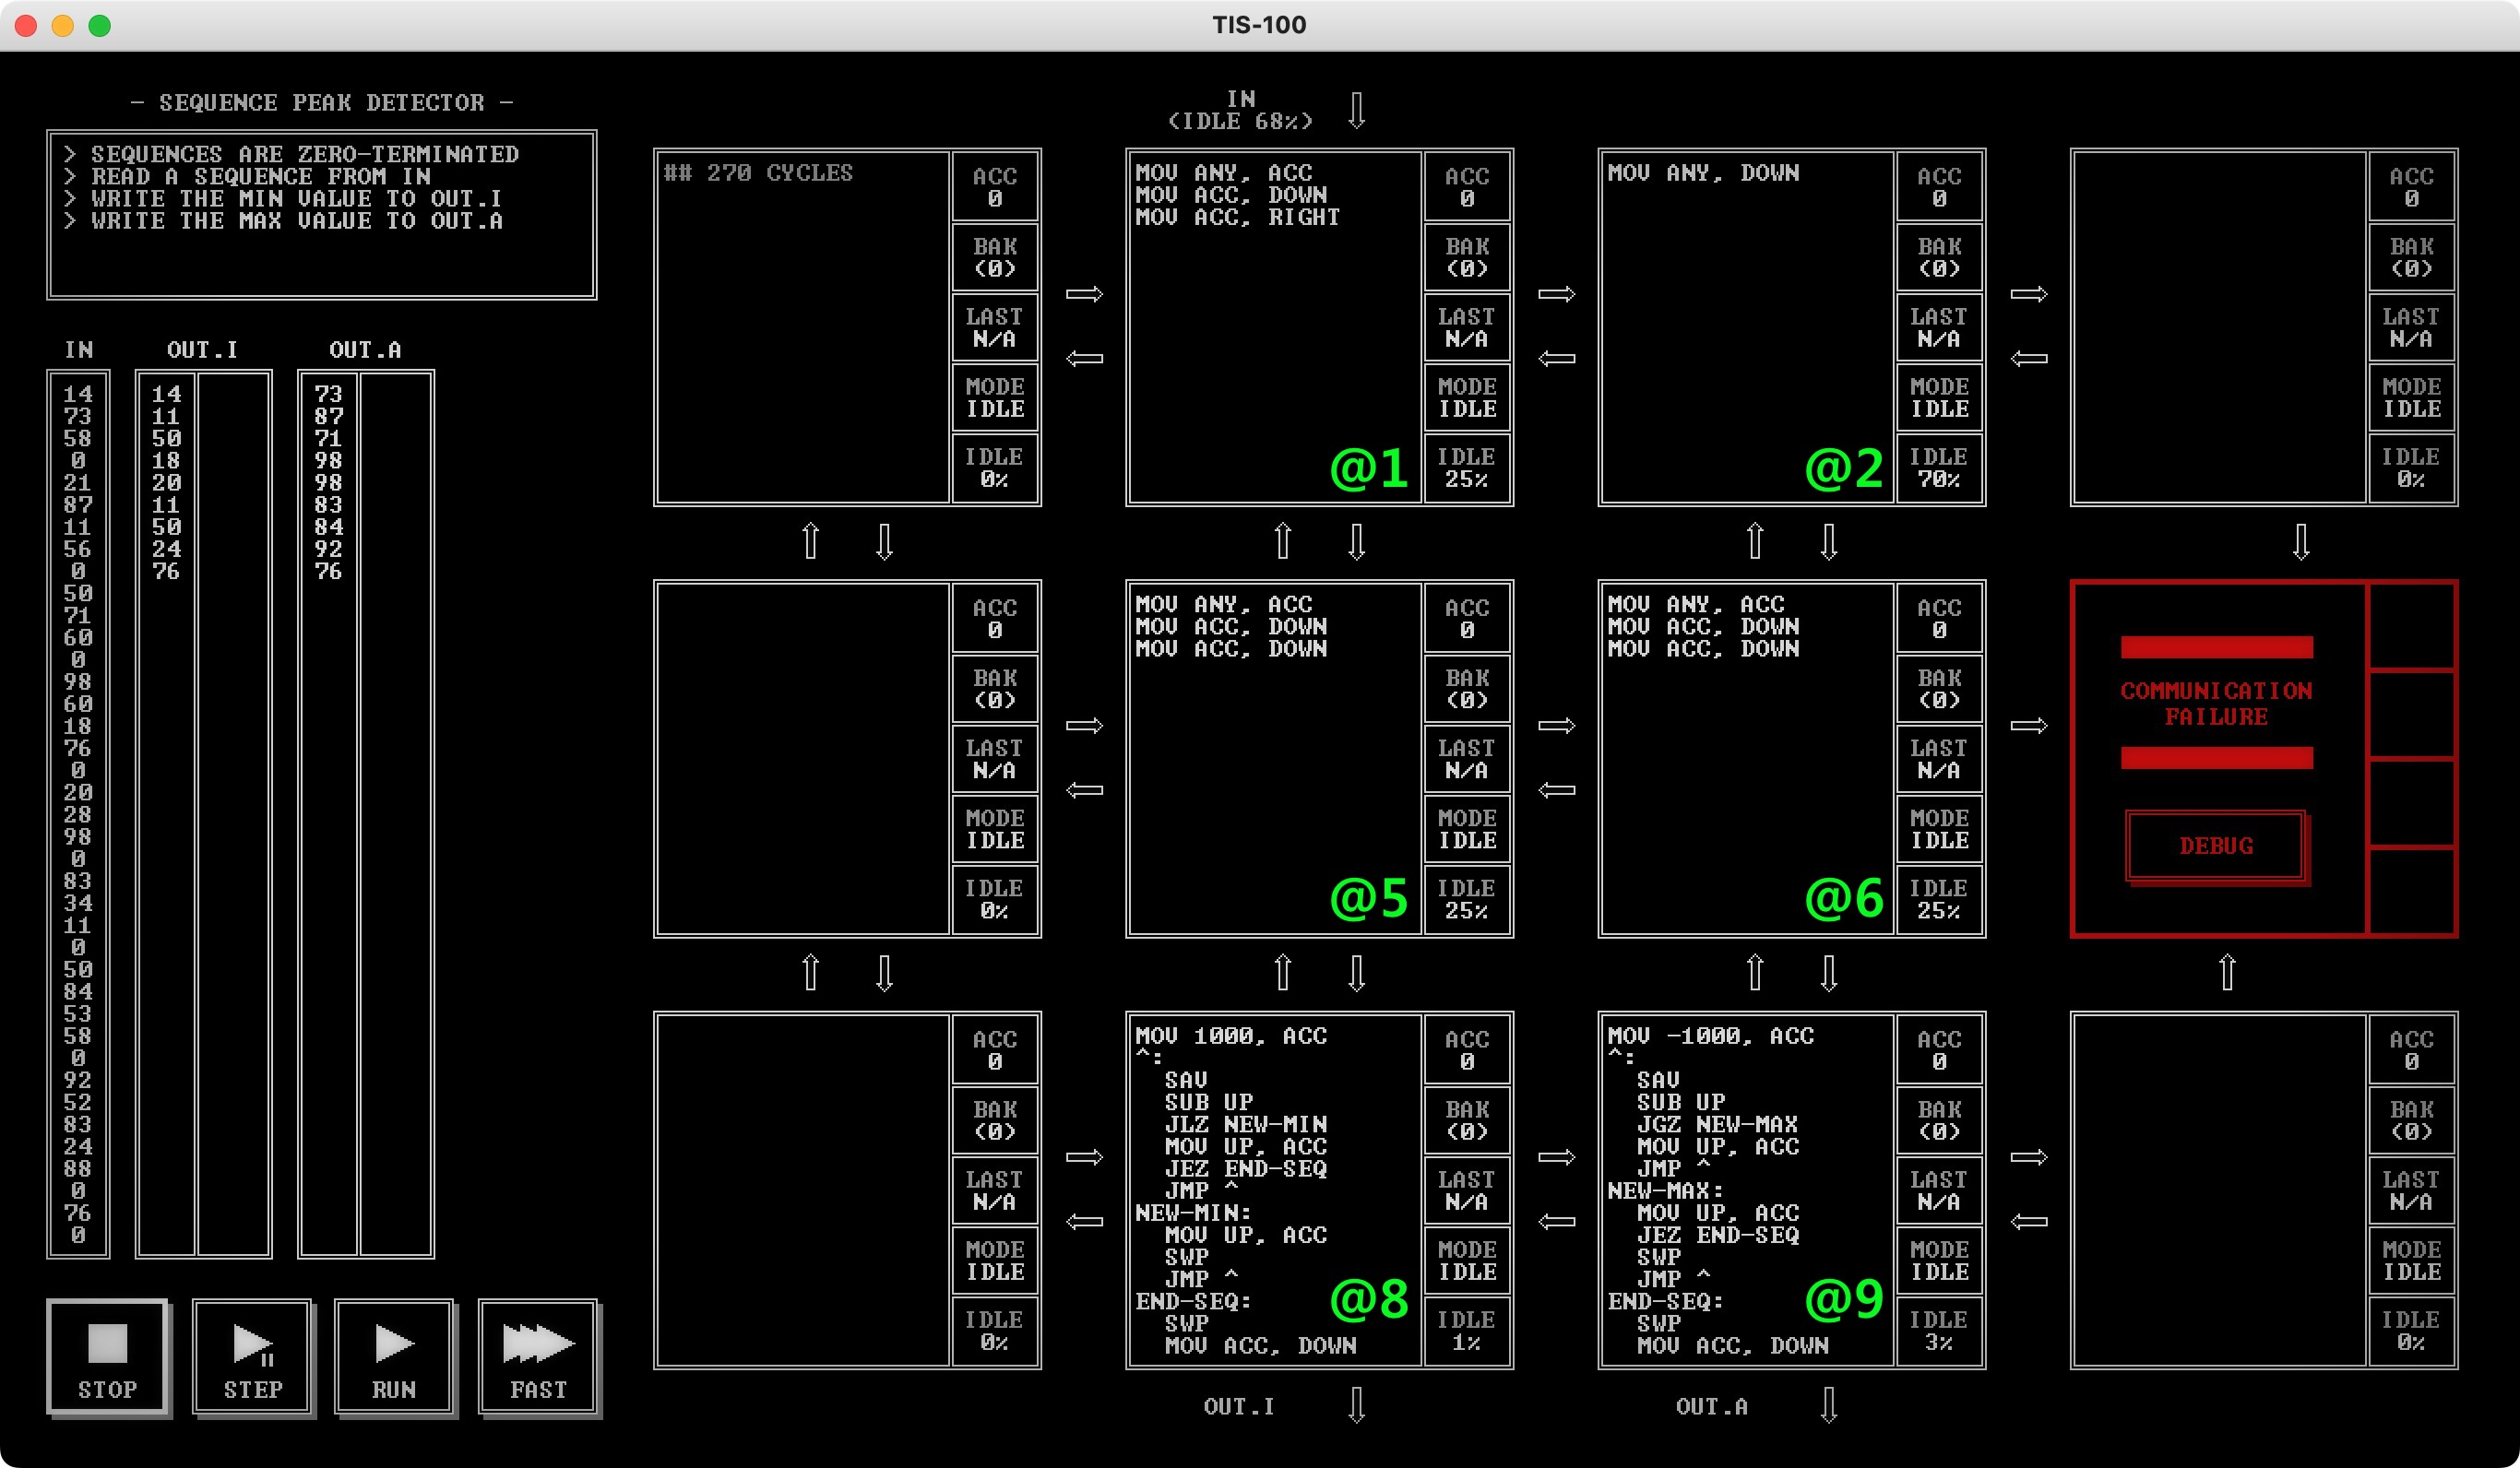 TIS-100
- SEQUENCE PEAK DETECTOR -
> SEQUENCES ARE ZERO-TERMINATED
> READ A SEQUENCE FROM IN
> WRITE THE MIN VALUE TO OUT.I
> WRITE THE MAX VALUE TO OUT.A
IN OUT.I OUT.A
14 14 73
73 11 87
58 50 71
0 18 98
21 20 98
87 11 83
11 50 84
56 24 92
0 76 76
50
71
60
0
98
60
18
76
0
20
28
98
0
83
34
11
0
50
84
53
58
0
92
52
83
24
88
0
76
0
STOP
STEP
RUN
FAST
IN
(IDLE 68%)
## 270 CYCLES
ACC
0
BAK
(0)
LAST
N/A
MODE
IDLE
IDLE
0%
MOV ANY, ACC
MOV ACC, DOWN
MOV ACC, RIGHT
@1
ACC
0
BAK
(0)
LAST
N/A
MODE
IDLE
IDLE
25%
MOV ANY, DOWN
@2
ACC
0
BAK
(0)
LAST
N/A
MODE
IDLE
IDLE
70%
ACC
0
BAK
(0)
LAST
N/A
MODE
IDLE
IDLE
0%
ACC
0
BAK
(0)
LAST
N/A
MODE
IDLE
IDLE
0%
MOV ANY, ACC
MOV ACC, DOWN
MOV ACC, DOWN
@5
ACC
0
BAK
(0)
LAST
N/A
MODE
IDLE
IDLE
25%
MOV ANY, ACC
MOV ACC, DOWN
MOV ACC, DOWN
@6
ACC
0
BAK
(0)
LAST
N/A
MODE
IDLE
IDLE
25%
COMMUNICATION
FAILURE
DEBUG
ACC
0
BAK
(0)
LAST
N/A
MODE
IDLE
IDLE
0%
MOV 1000, ACC
^:
SAV
SUB UP
JLZ NEW-MIN
MOV UP, ACC
JEZ END-SEQ
JMP ^
NEW-MIN:
MOV UP, ACC
SWP
JMP ^
END-SEQ:
SWP
MOV ACC, DOWN
@8
ACC
0
BAK
(0)
LAST
N/A
MODE
IDLE
IDLE
1%
MOV -1000, ACC
^:
SAV
SUB UP
JGZ NEW-MAX
MOV UP, ACC
JMP ^
NEW-MAX:
MOV UP, ACC
JEZ END-SEQ
SWP
JMP ^
END-SEQ:
SWP
MOV ACC, DOWN
@9
ACC
0
BAK
(0)
LAST
N/A
MODE
IDLE
IDLE
3%
ACC
0
BAK
(0)
LAST
N/A
MODE
IDLE
IDLE
0%
OUT.I
OUT.A